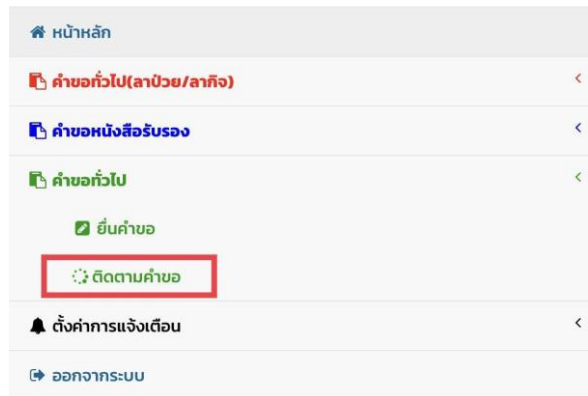 หน้าหลัก
คำขอทั่วไป(ลาป่วย/ลากิจ)
คำขอหนังสือรับรอง
คำขอทั่วไป
ยื่นคำขอ
ติดตามคำขอ
ตั้งค่าการแจ้งเตือน
ออกจากระบบ